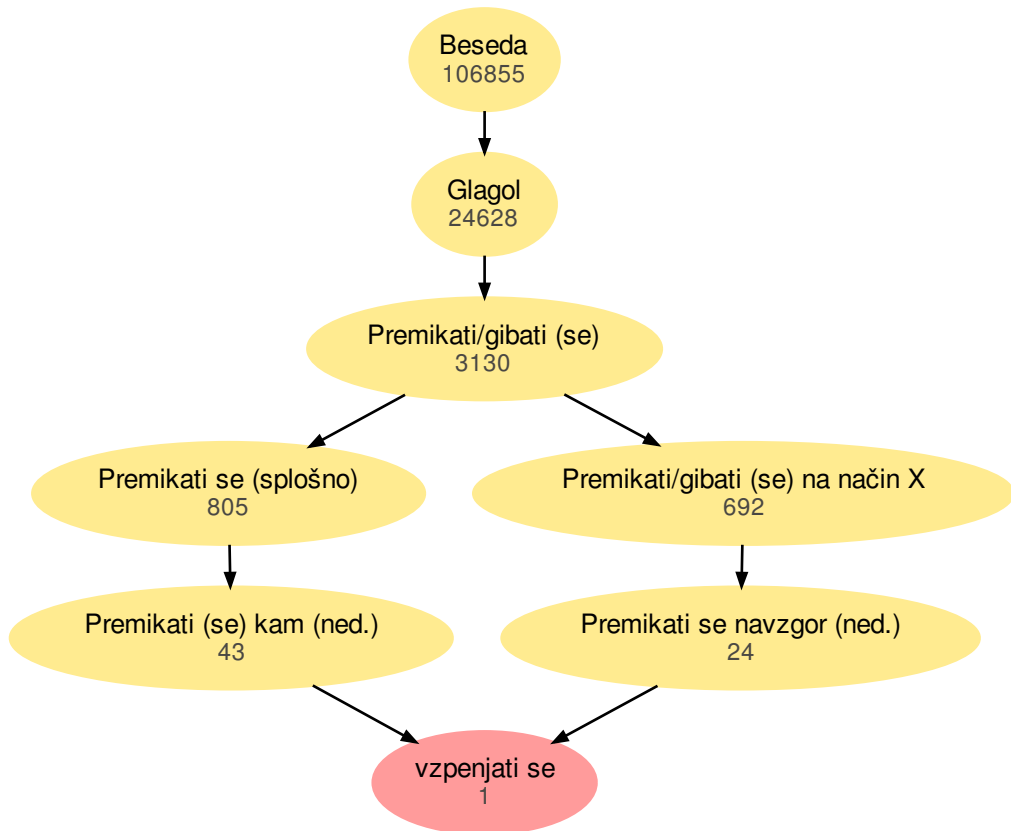 Beseda
106855
Glagol
24628
Premikati/gibati (se)
3130
Premikati se (splošno)
805
Premikati/gibati (se) na način X
692
Premikati (se) kam (ned.)
43
Premikati se navzgor (ned.)
24
vzpenjati se
1